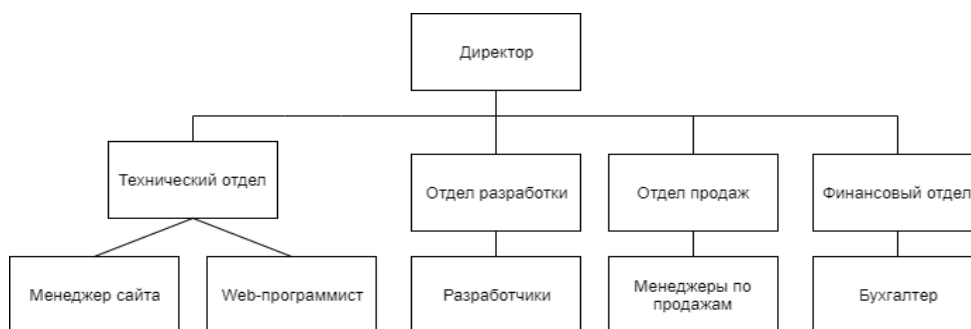 Директор
Технический отдел
Отдел разработки
Отдел продаж
Финансовый отдел
Менеджер сайта
Web-программист
Разработчики
Менеджеры по
продажам
Бухгалтер